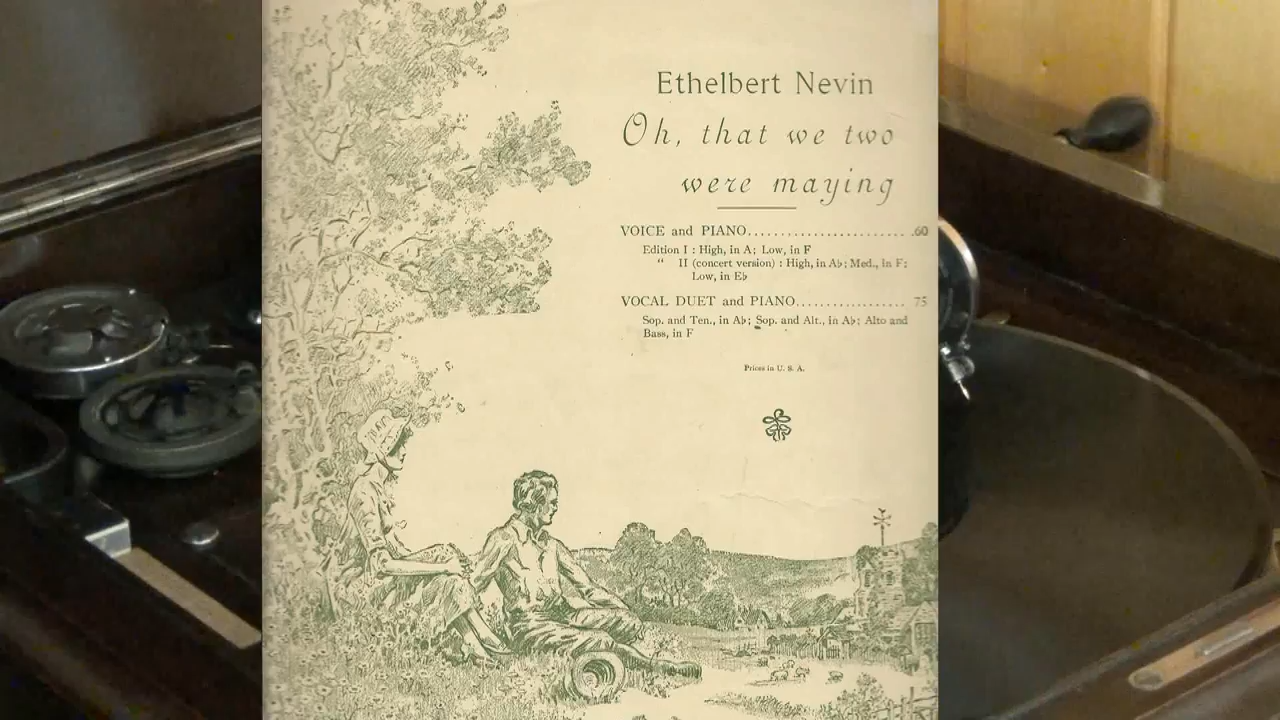 Ethelbert Nevin
Oh, that we two
were maying
VOICE and PIANO........................ .60
Edition I : High, in A; Low, in F
“ II (concert version) : High, in A♭; Med., in F;
Low, in E♭
VOCAL DUET and PIANO................. 75
Sop. and Ten., in A♭; Sop. and Alt., in A♭; Alto and
Bass, in F
Prices in U. S. A.